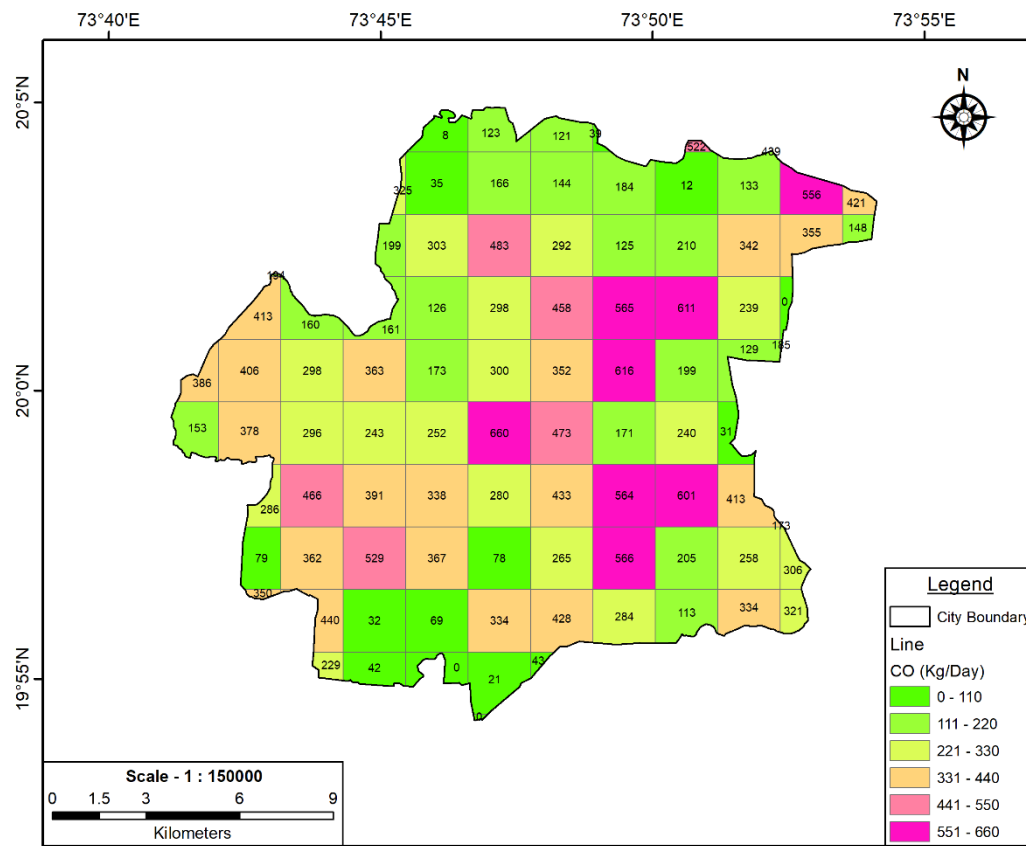 73°40'E 73°45'E 73°50'E 73°55'E
20°5'N
20°0'N
19°55'N
N
8 123 121 39 522 439
325 35 166 144 184 12 133 556 421
199 303 483 292 125 210 342 355 148
194
413 160 161 126 298 458 565 611 239 0
386 406 298 363 173 300 352 616 199 129 185
153 378 296 243 252 660 473 171 240 31
286 466 391 338 280 433 564 601 413 173
79 362 529 367 78 265 566 205 258 306
350 440 32 69 334 428 284 113 334 321
229 42 0 21 43
0
Legend
City Boundary
Line
CO (Kg/Day)
0 - 110
111 - 220
221 - 330
331 - 440
441 - 550
551 - 660
Scale - 1 : 150000
0 1.5 3 6 9
Kilometers